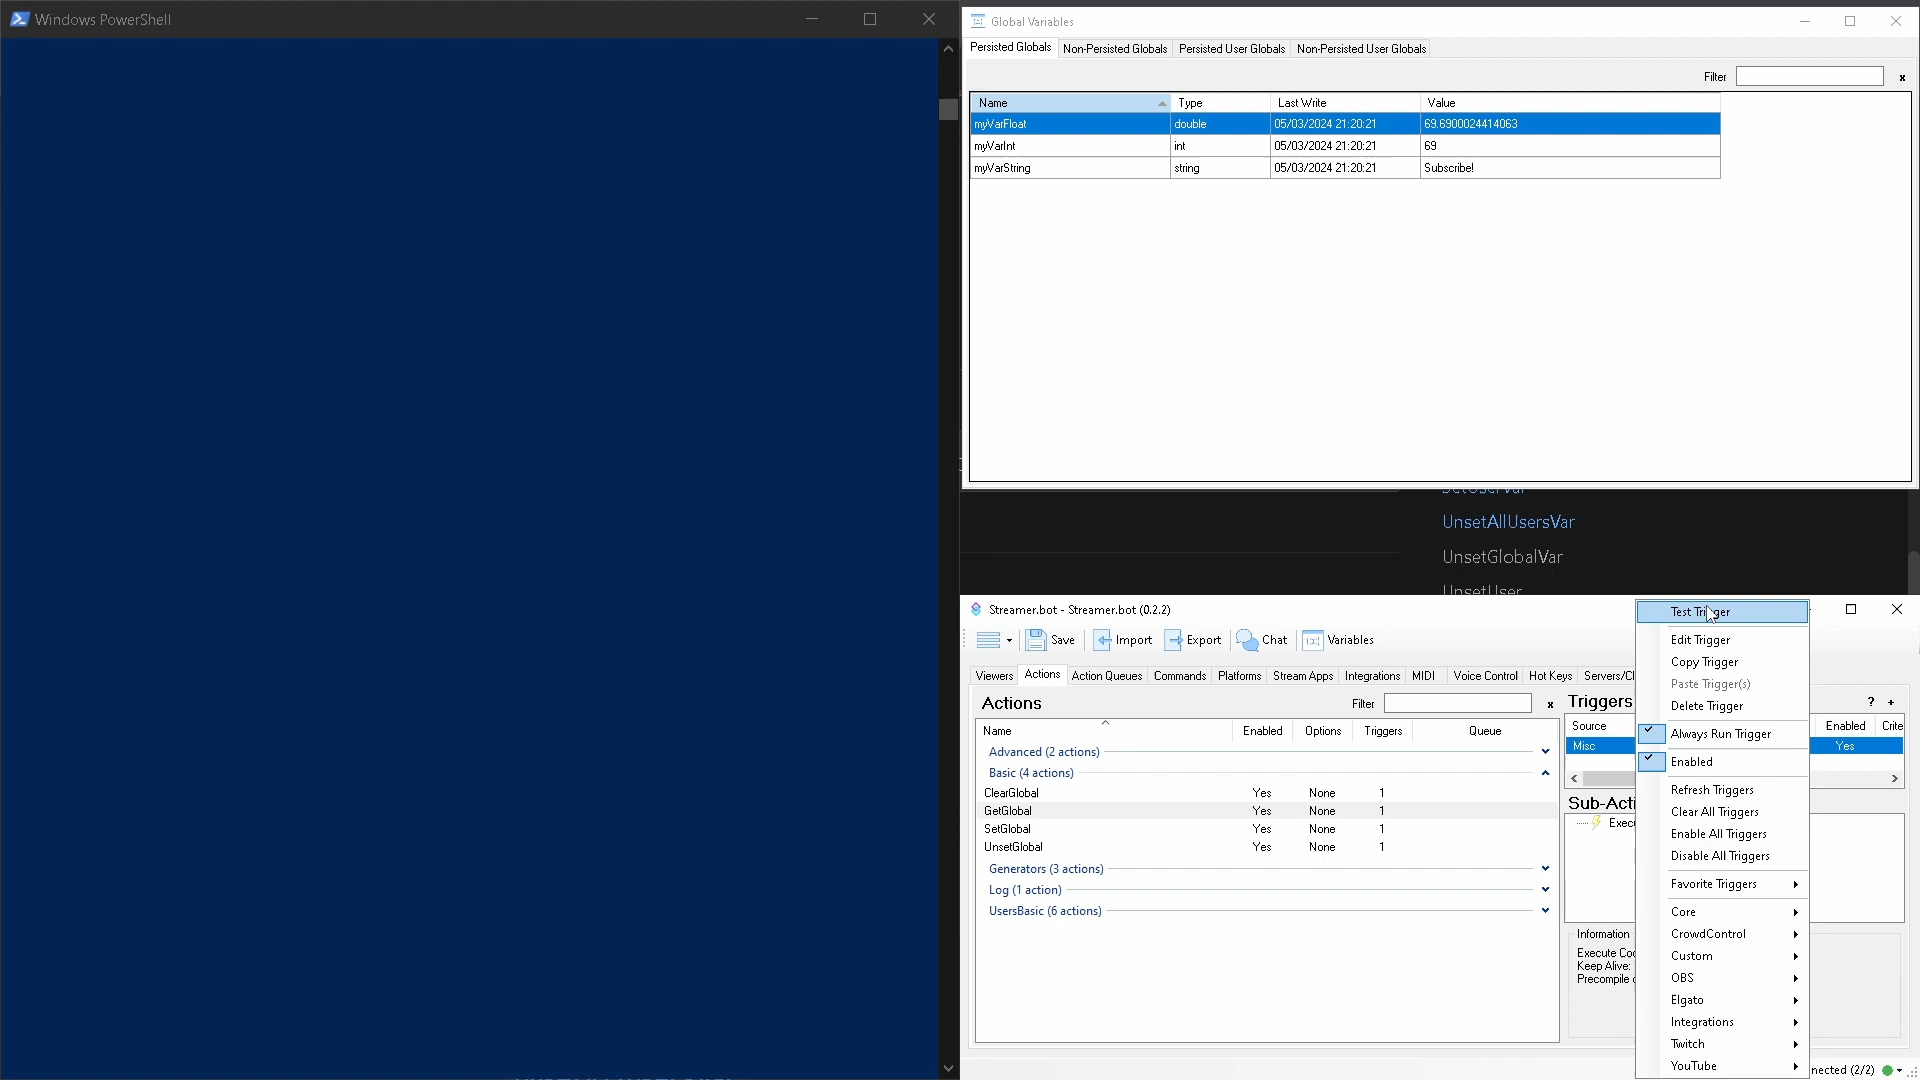 Windows PowerShell
Global Variables
Persisted Globals Non-Persisted Globals Persisted User Globals Non-Persisted User Globals
Filter x
Name Type Last Write Value
myVarFloat double 05/03/2024 21:20:21 69.6900024414063
myVarInt int 05/03/2024 21:20:21 69
myVarString string 05/03/2024 21:20:21 Subscribe!
SetUserVar
UnsetAllUsersVar
UnsetGlobalVar
UnsetUser
Streamer.bot - Streamer.bot (0.2.2)
Save Import Export Chat Variables
Viewers Actions Action Queues Commands Platforms Stream Apps Integrations MIDI Voice Control Hot Keys Servers/Cl
Actions Filter x
Name Enabled Options Triggers Queue
Advanced (2 actions)
Basic (4 actions)
ClearGlobal Yes None 1
GetGlobal Yes None 1
SetGlobal Yes None 1
UnsetGlobal Yes None 1
Generators (3 actions)
Log (1 action)
UsersBasic (6 actions)
Triggers ? +
Source Enabled Crite
Misc Yes
Sub-Acti
Execu
Information
Execute Cod
Keep Alive:
Precompile
Test Trigger
Edit Trigger
Copy Trigger
Paste Trigger(s)
Delete Trigger
Always Run Trigger
Enabled
Refresh Triggers
Clear All Triggers
Enable All Triggers
Disable All Triggers
Favorite Triggers
Core
CrowdControl
Custom
OBS
Elgato
Integrations
Twitch
YouTube
nected (2/2)